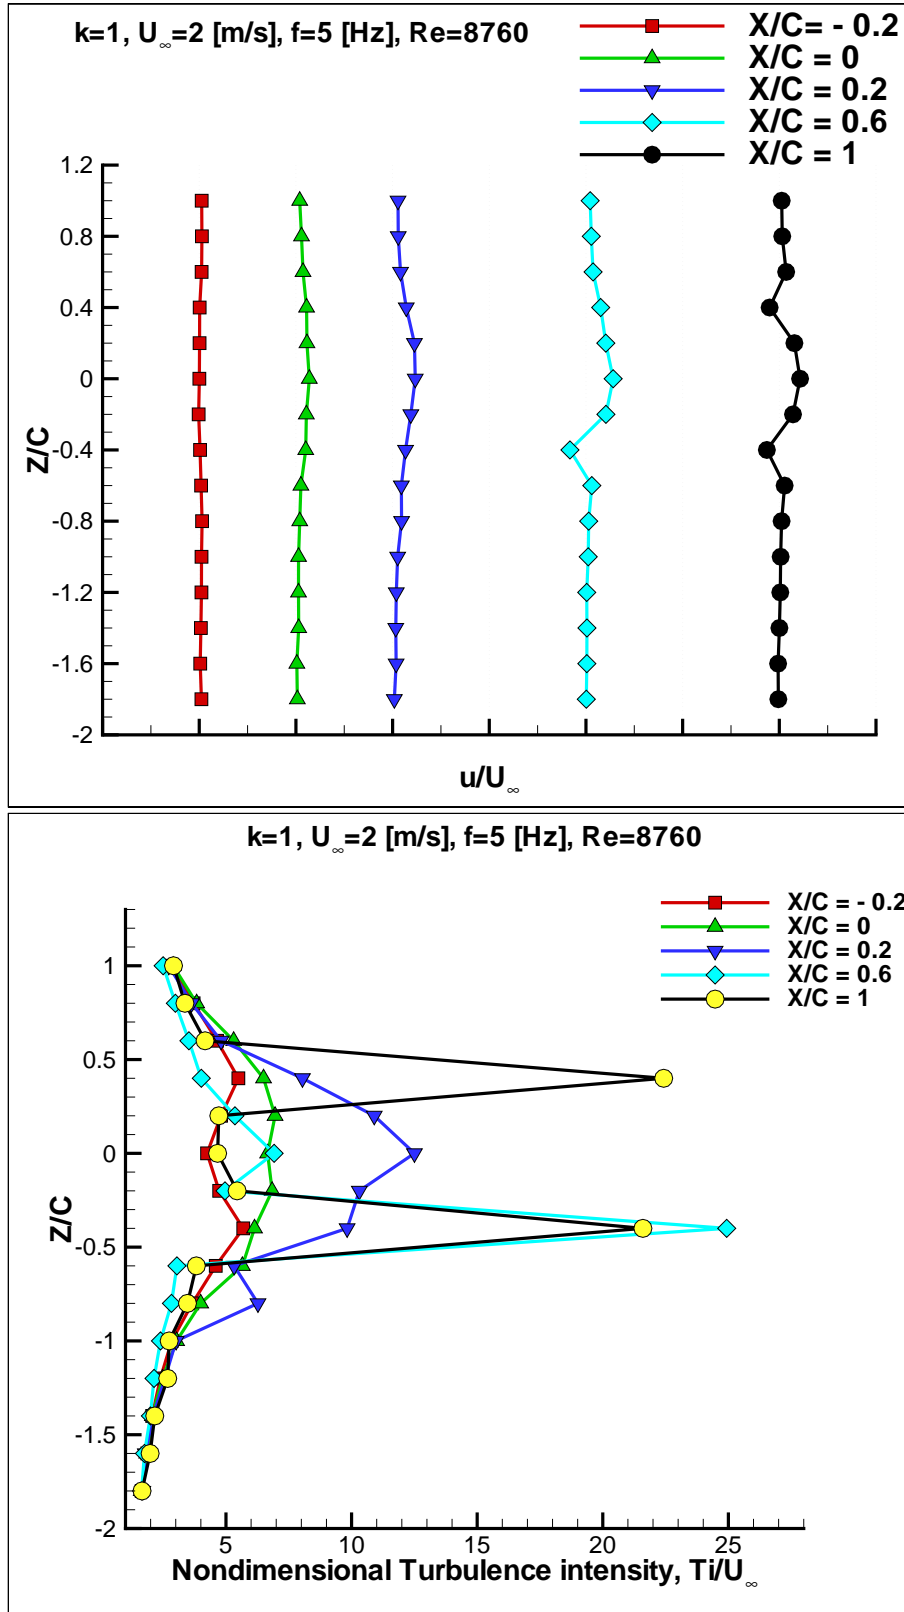 k=1, U∞=2 [m/s], f=5 [Hz], Re=8760
X/C= - 0.2
X/C = 0
X/C = 0.2
X/C = 0.6
X/C = 1
1.2
0.8
0.4
0
-0.4
-0.8
-1.2
-1.6
-2
Z/C
u/U∞
k=1, U∞=2 [m/s], f=5 [Hz], Re=8760
X/C = - 0.2
X/C = 0
X/C = 0.2
X/C = 0.6
X/C = 1
1
0.5
0
-0.5
-1
-1.5
-2
Z/C
5 10 15 20 25
Nondimensional Turbulence intensity, Ti/U∞